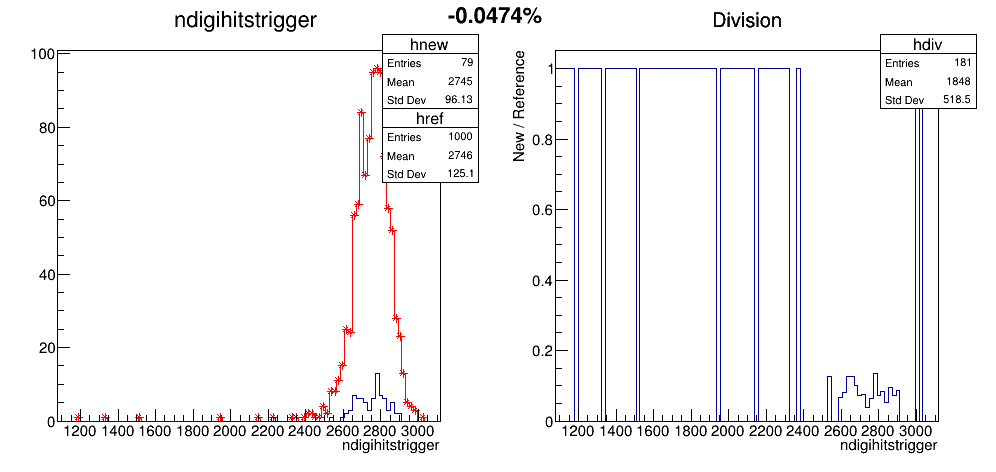 -0.0474%
ndigihitstrigger
hnew
Entries 79
Mean 2745
Std Dev 96.13
href
Entries 1000
Mean 2746
Std Dev 125.1
100
80
60
40
20
0
1200 1400 1600 1800 2000 2200 2400 2600 2800 3000
ndigihitstrigger
Division
hdiv
Entries 181
Mean 1848
Std Dev 518.5
New / Reference
1
0.8
0.6
0.4
0.2
0
1200 1400 1600 1800 2000 2200 2400 2600 2800 3000
ndigihitstrigger